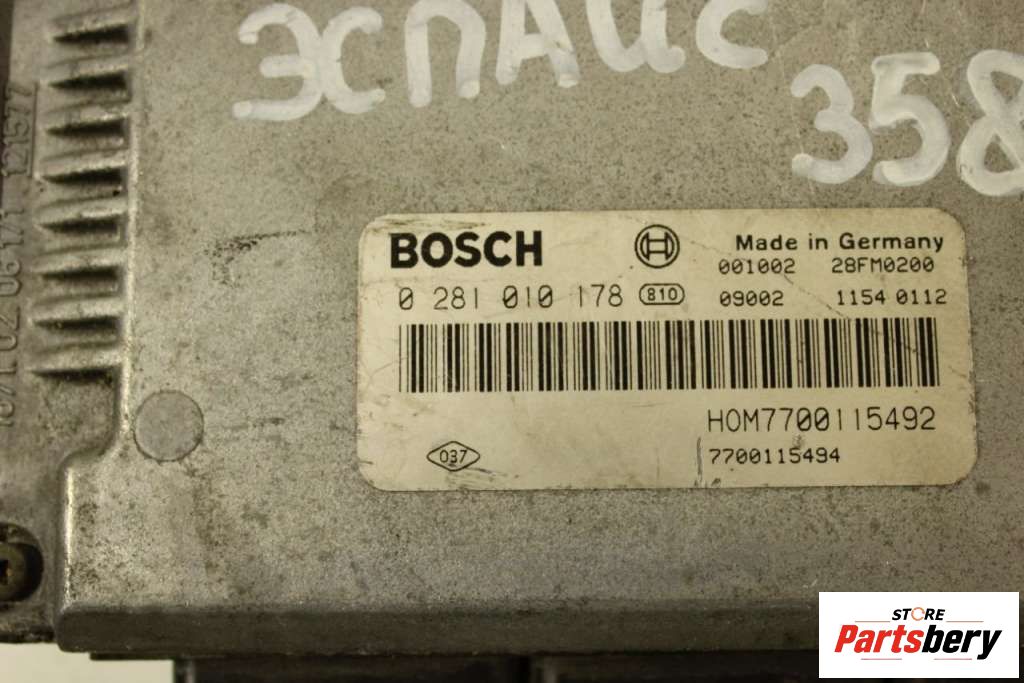 ЭСПАЙС
358
BOSCH
Made in Germany
001002 28FM0200
0 281 010 178 810
09002 1154 0112
HOM7700115492
037
7700115494
STORE
Partsbery